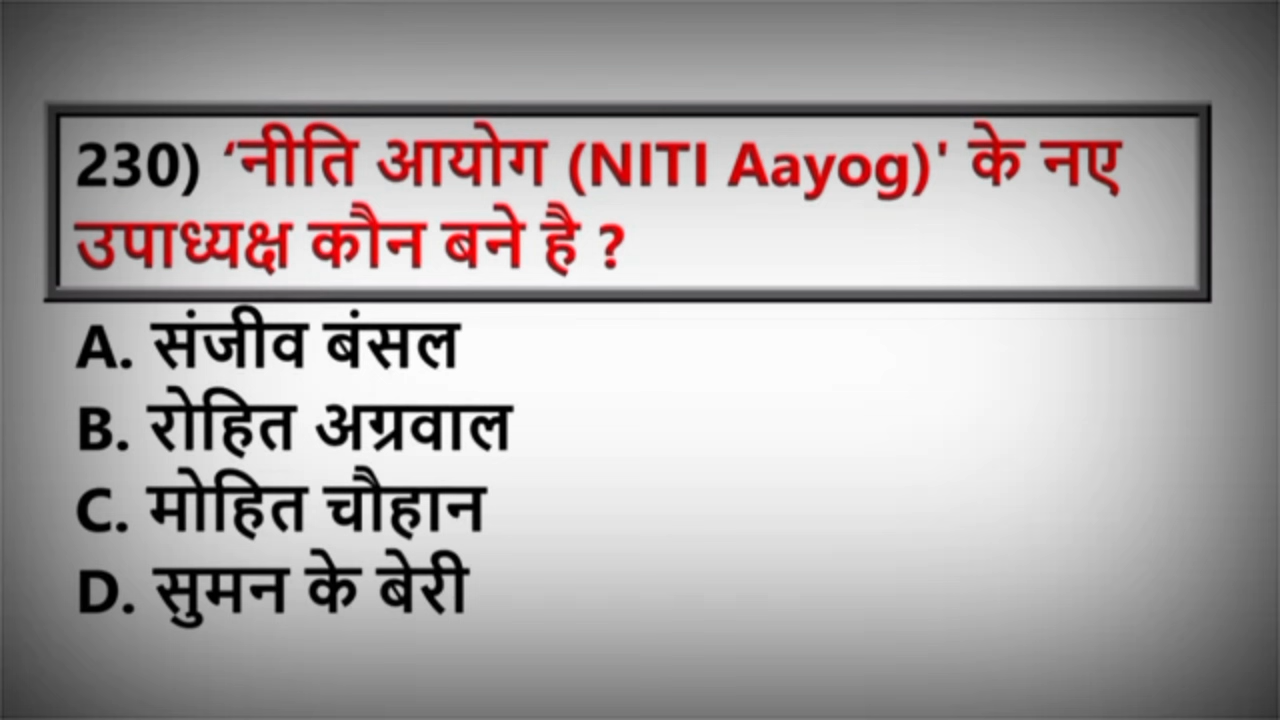 230) ‘नीति आयोग (NITI Aayog)' के नए
उपाध्यक्ष कौन बने है ?
A. संजीव बंसल
B. रोहित अग्रवाल
C. मोहित चौहान
D. सुमन के बेरी